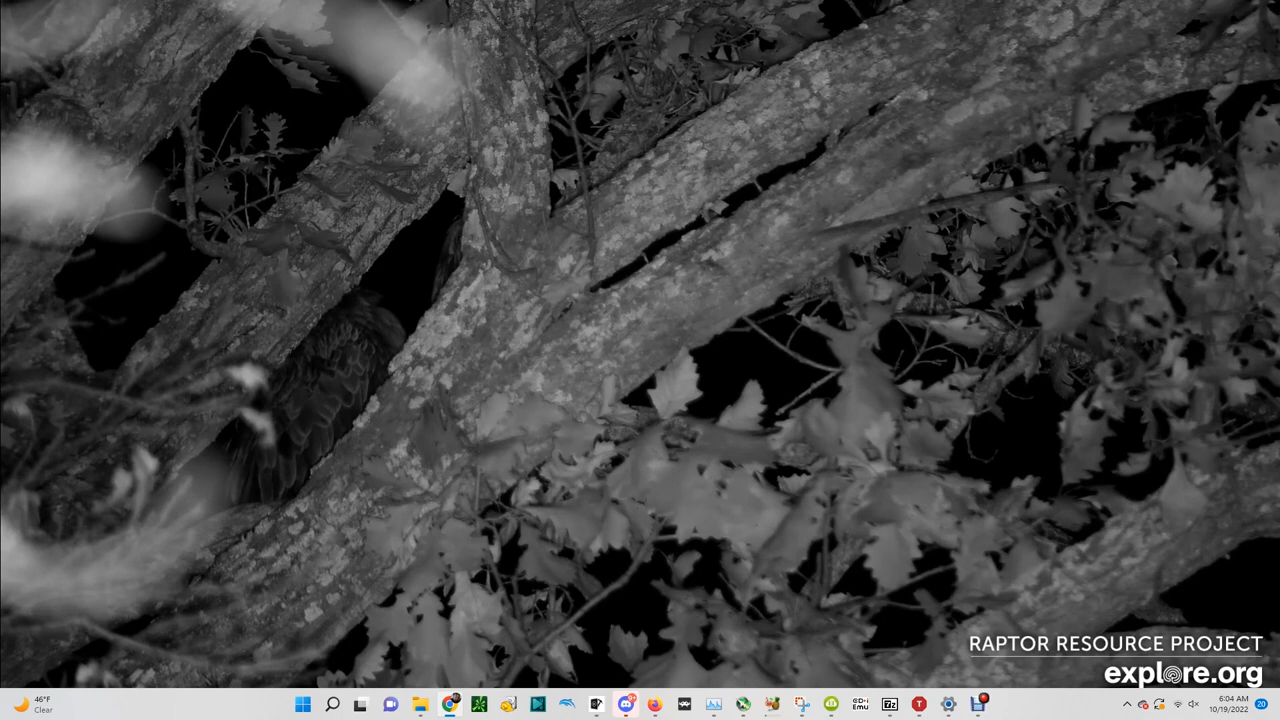 RAPTOR RESOURCE PROJECT
explore.org
46°F
Clear
6:04 AM
10/19/2022
20